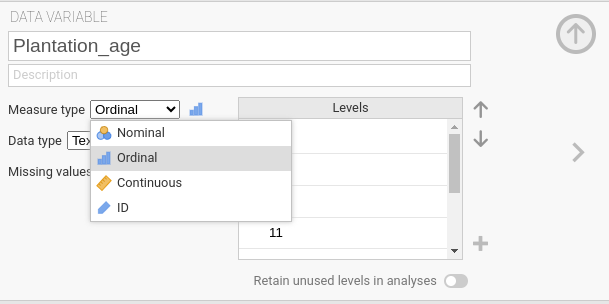 DATA VARIABLE
Plantation_age
Description
Measure type Ordinal
Levels
Nominal
Data type Tex
Ordinal
Missing values
Continuous
ID
11
Retain unused levels in analyses